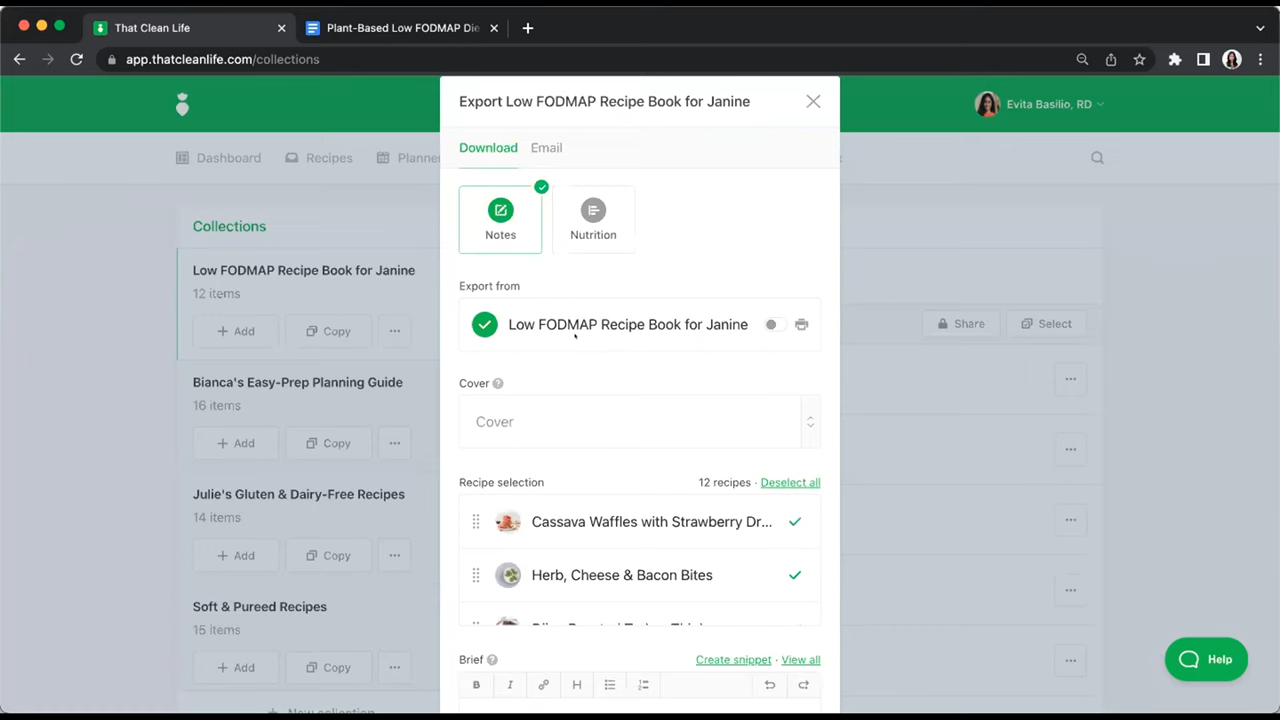 That Clean Life
Plant-Based Low FODMAP Die
app.thatcleanlife.com/collections
Evita Basilio, RD
Dashboard
Recipes
Planner
Collections
Low FODMAP Recipe Book for Janine
12 items
Add
Copy
Bianca's Easy-Prep Planning Guide
16 items
Add
Copy
Julie's Gluten & Dairy-Free Recipes
14 items
Add
Copy
Soft & Pureed Recipes
15 items
Add
Copy
Export Low FODMAP Recipe Book for Janine
Download
Email
Notes
Nutrition
Export from
Low FODMAP Recipe Book for Janine
Cover
Cover
Recipe selection
12 recipes · Deselect all
Cassava Waffles with Strawberry Dr...
Herb, Cheese & Bacon Bites
Brief
Create snippet · View all
B I H
Share
Select
Help